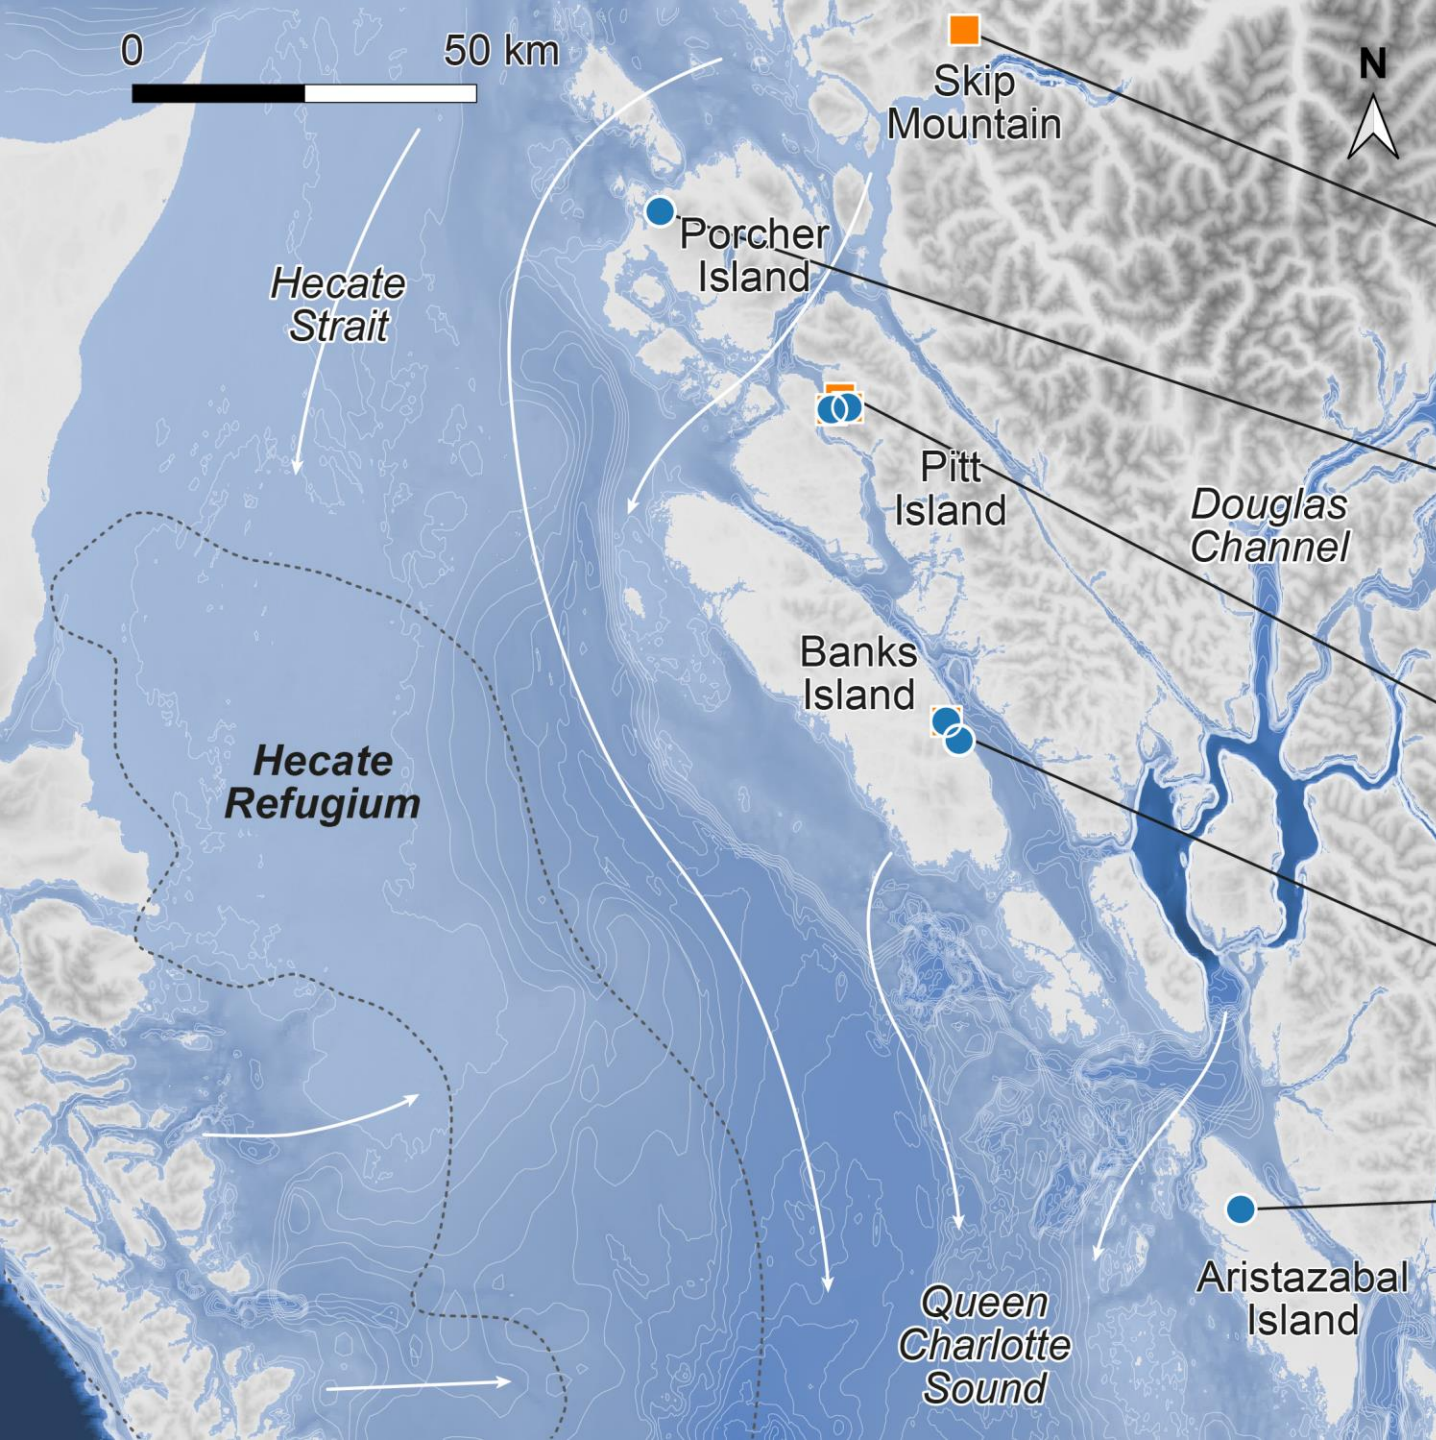 0 50 km
N
Skip
Mountain
Porcher
Island
Hecate
Strait
Pitt
Island
Douglas
Channel
Banks
Island
Hecate
Refugium
Aristazabal
Island
Queen
Charlotte
Sound